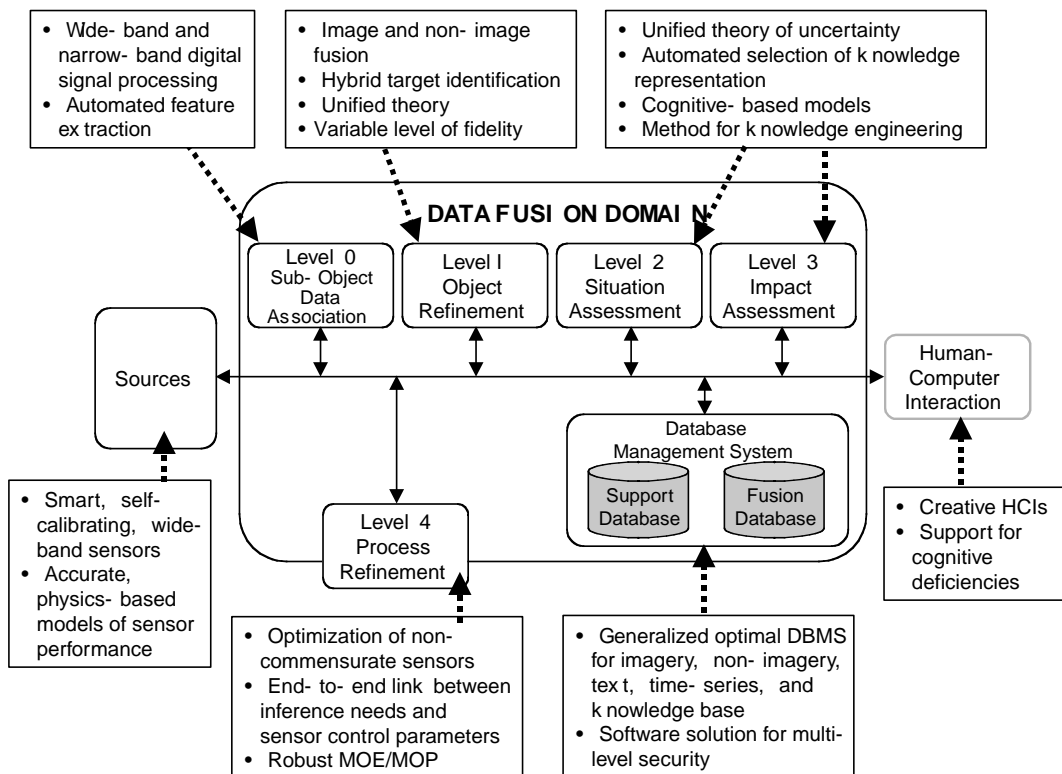 • Wide- band and
narrow- band digital
signal processing
• Automated feature
ex traction
• Image and non- image
fusion
• Hybrid target identification
• Unified theory
• Variable level of fidelity
• Unified theory of uncertainty
• Automated selection of k nowledge
representation
• Cognitive- based models
• Method for k nowledge engineering
DATA FUSI ON DOMAI N
Level 0
Sub- Object
Data
Association
Level I
Object
Refinement
Level 2
Situation
Assessment
Level 3
Impact
Assessment
Sources
Human-
Computer
Interaction
Database
Management System
Support
Database
Fusion
Database
Level 4
Process
Refinement
• Smart, self-
calibrating, wide-
band sensors
• Accurate,
physics- based
models of sensor
performance
• Creative HCIs
• Support for
cognitive
deficiencies
• Optimization of non-
commensurate sensors
• End- to- end link between
inference needs and
sensor control parameters
• Robust MOE/MOP
• Generalized optimal DBMS
for imagery, non- imagery,
tex t, time- series, and
k nowledge base
• Software solution for multi-
level security